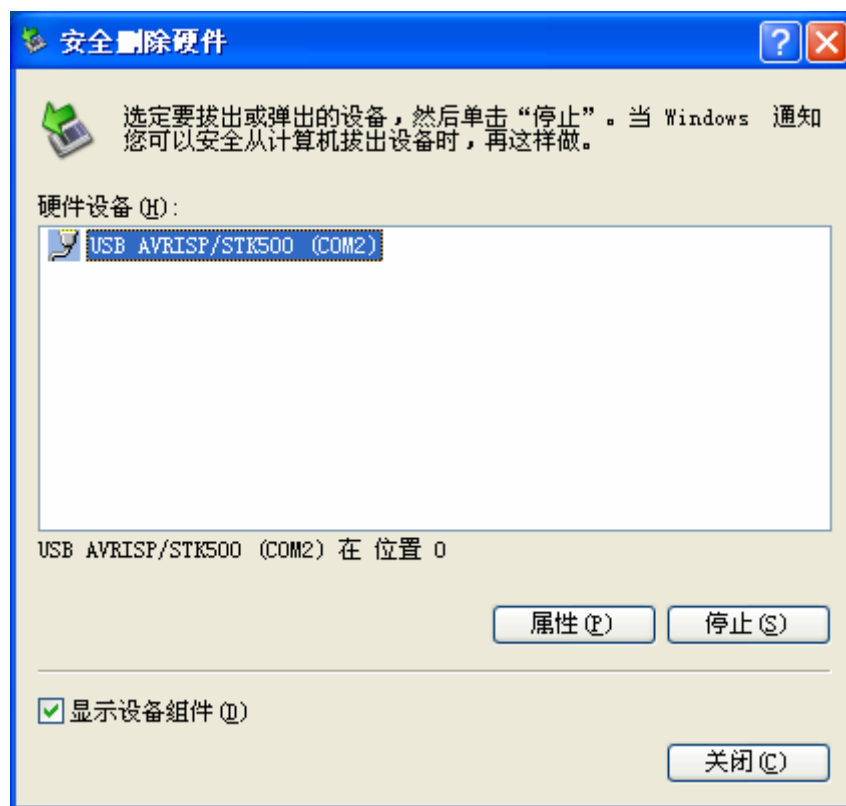 安全删除硬件
选定要拔出或弹出的设备，然后单击“停止”。当 Windows 通知
您可以安全从计算机拔出设备时，再这样做。
硬件设备(H):
USB AVRISP/STK500 (COM2)
USB AVRISP/STK500 (COM2) 在 位置 0
属性(P) 停止(S)
显示设备组件(D)
关闭(C)